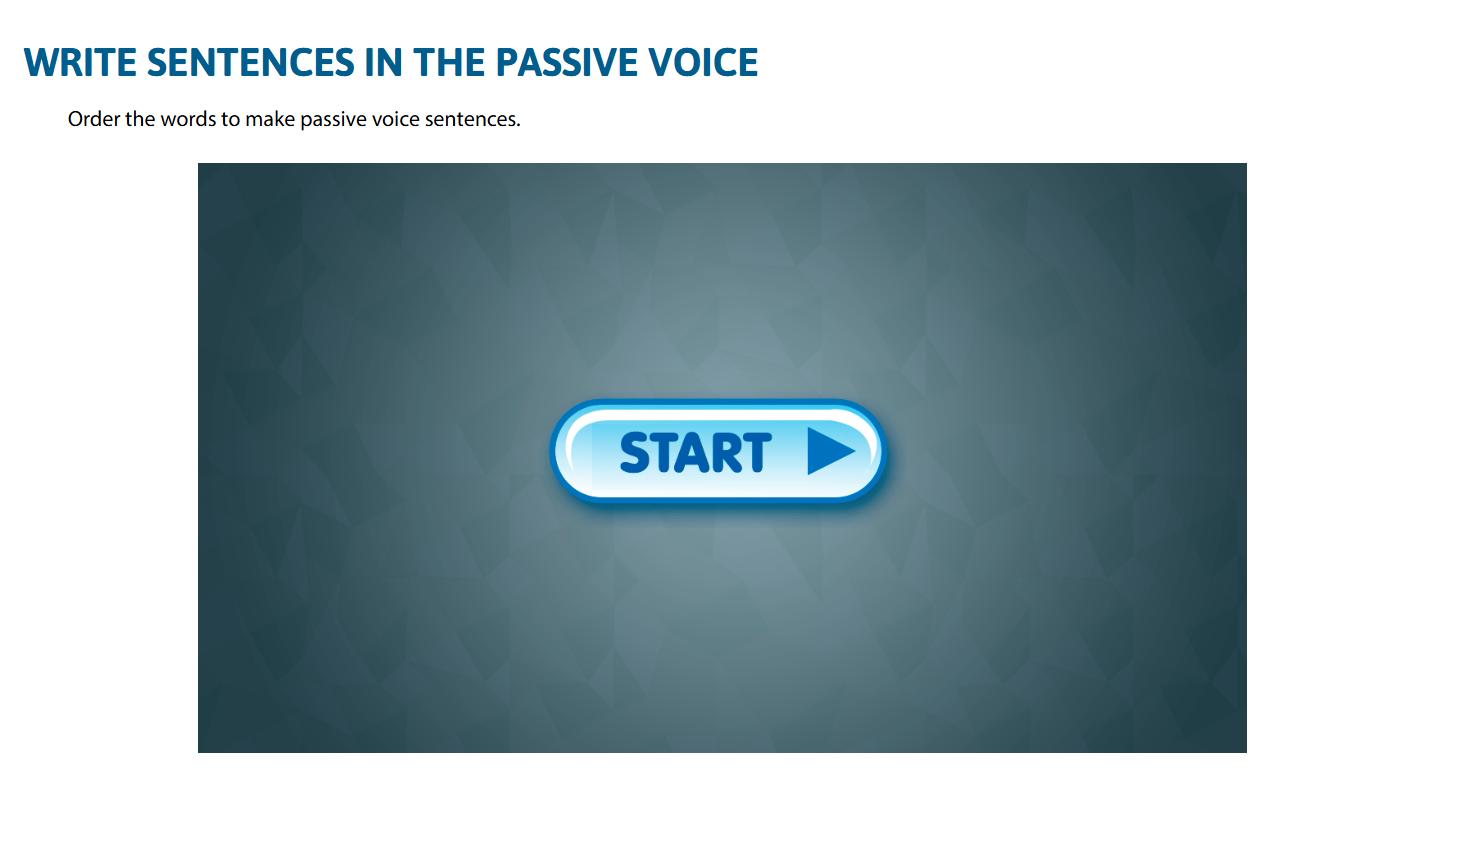 WRITE SENTENCES IN THE PASSIVE VOICE
Order the words to make passive voice sentences.
START